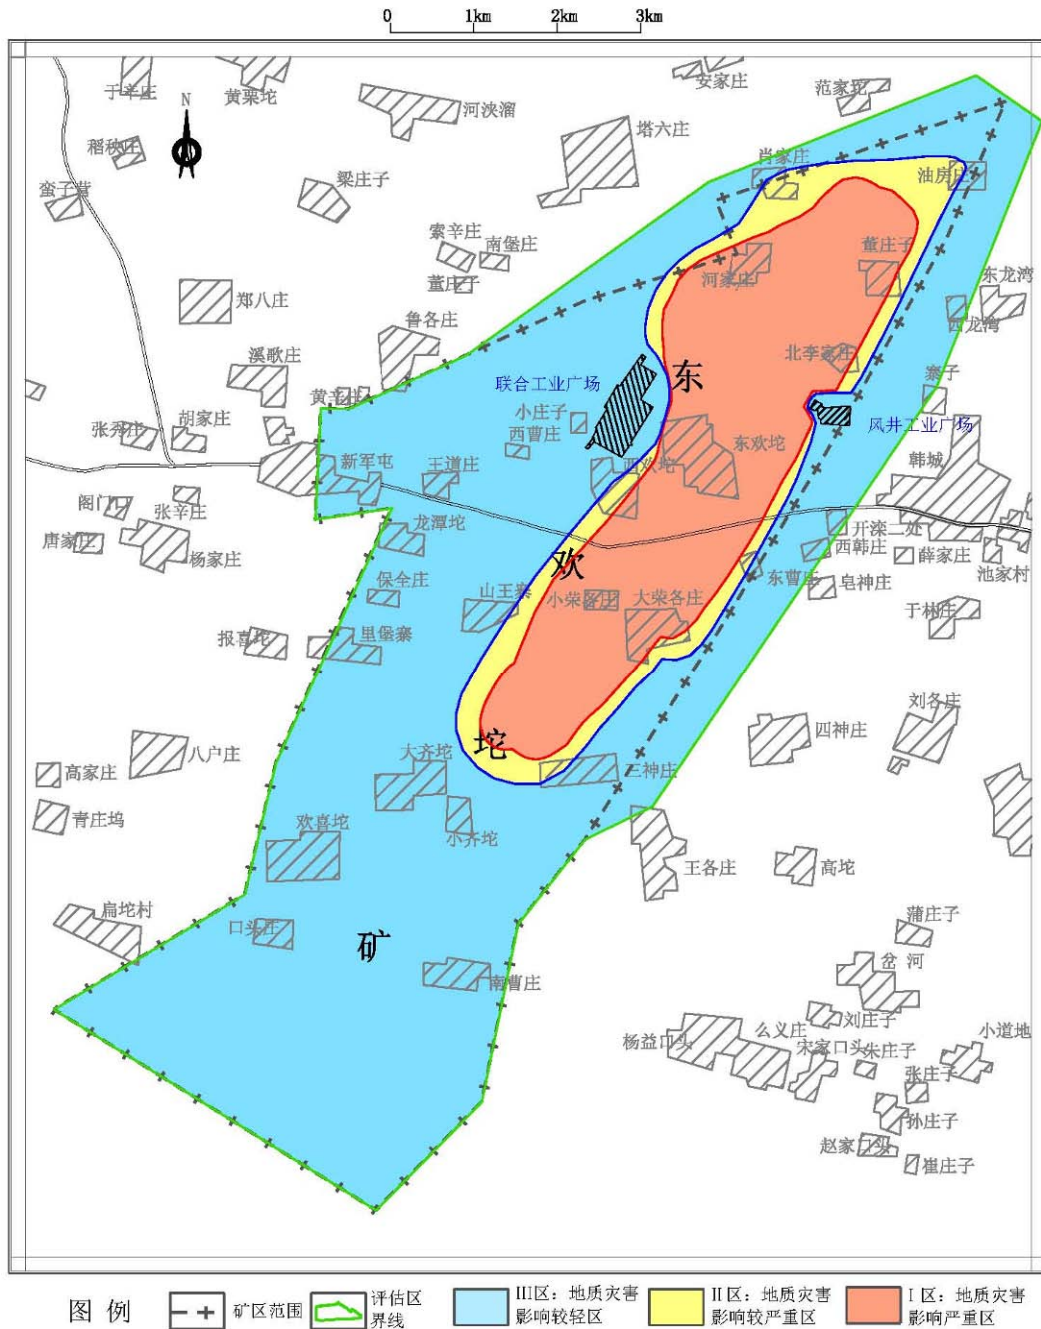 0 1km 2km 3km
于辛庄
黄栗坨
河泱溜
安家庄
范家坨
N
稻秧庄
塔六庄
肖家庄
油房庄
蛮子营
梁庄子
索辛庄
南堡庄
董庄子
河家庄
董庄子
东龙湾
西龙湾
郑八庄
鲁各庄
溪歌庄
北李家庄
联合工业广场
东
寨子
黄辛庄
小庄子
西曹庄
风井工业广场
张秀庄
胡家庄
东欢坨
韩城
新军屯
王道庄
西欢坨
阁门
张辛庄
唐家庄
杨家庄
龙潭坨
开滦二处
西韩庄
薛家庄
池家村
欢
东曹庄
皂神庄
保全庄
山王寨
小荣各庄
大荣各庄
于林庄
报喜坨
里堡寨
刘各庄
四神庄
坨
大齐坨
三神庄
八户庄
高家庄
青庄坞
欢喜坨
小齐坨
王各庄
高坨
扁坨村
口头庄
矿
南曹庄
蒲庄子
岔 河
杨益口头
么义庄
刘庄子
宋家口头
朱庄子
小道地
张庄子
孙庄子
赵家口头
崔庄子
图 例
矿区范围
评估区
界线
III区：地质灾害
影响较轻区
II区：地质灾害
影响较严重区
I 区：地质灾害
影响严重区